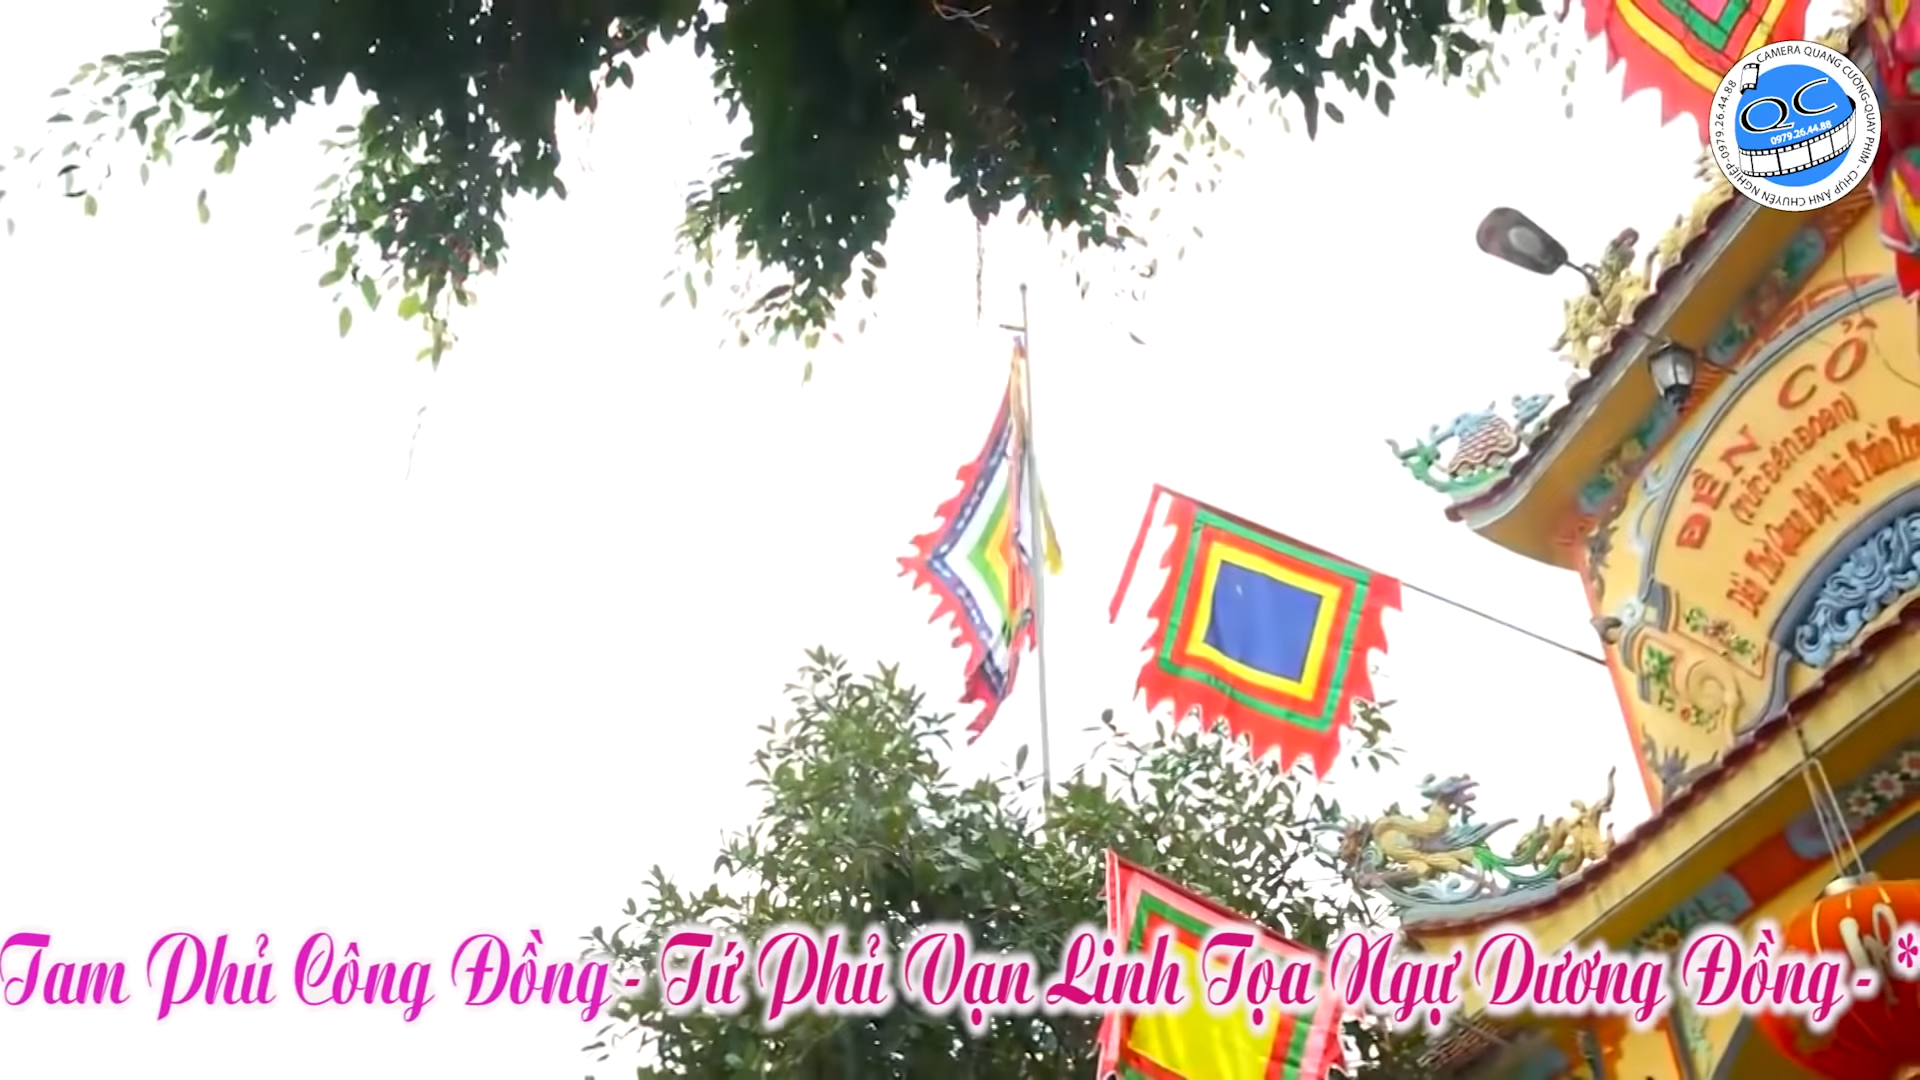 CAMERA QUANG CƯỜNG-QUAY PHIM - CHỤP ẢNH CHUYÊN NGHIỆP-0979.26.44.88
QC
0979.26.44.88
ĐỀN CỎ
(TỨC ĐỀN ĐOAN)
Tam Phủ Công Đồng - Tứ Phủ Vạn Linh Tọa Ngự Dương Đồng - *